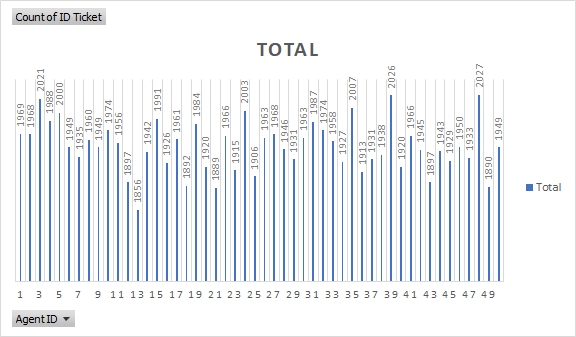 Count of ID Ticket
TOTAL
1969 1968 2021 1988 2000 1949 1935 1960 1949 1974 1956 1897 1856 1942 1991 1926 1961 1892 1984 1920 1889 1966 1915 2003 1906 1963 1968 1946 1931 1963 1987 1974 1958 1927 2007 1913 1931 1938 2026 1920 1966 1945 1897 1943 1929 1950 1933 2027 1890 1949
Total
1 3 5 7 9 11 13 15 17 19 21 23 25 27 29 31 33 35 37 39 41 43 45 47 49
Agent ID